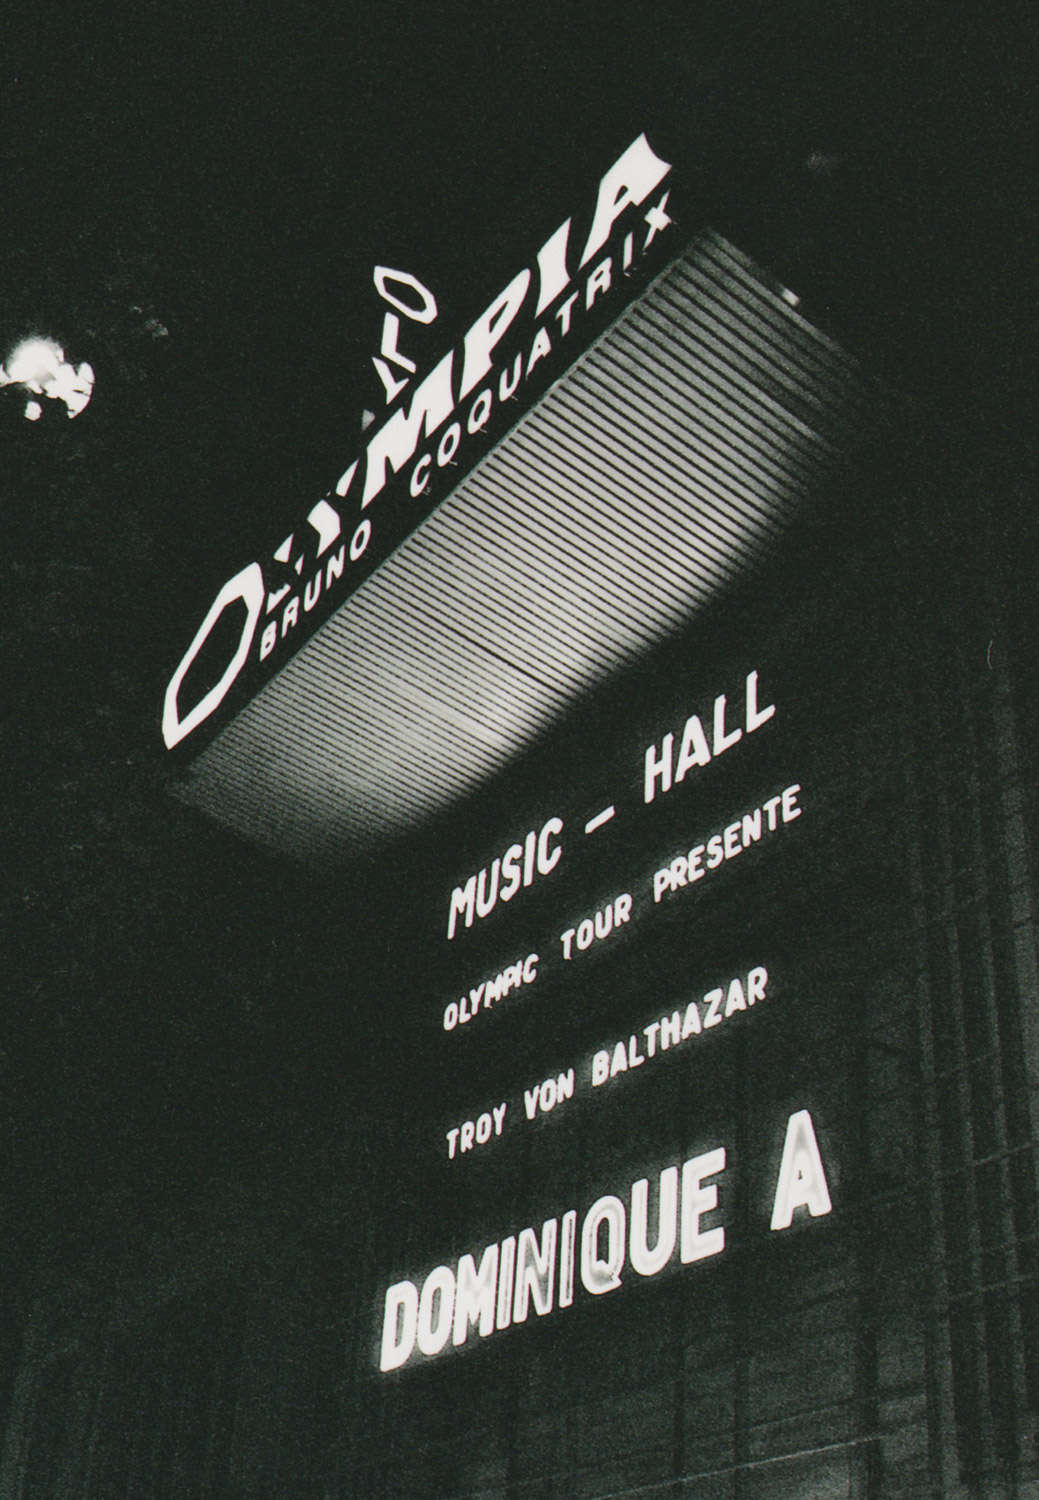 OLYMPIA
BRUNO COQUATRIX
MUSIC - HALL
OLYMPIC TOUR PRESENTE
TROY VON BALTHAZAR
DOMINIQUE A